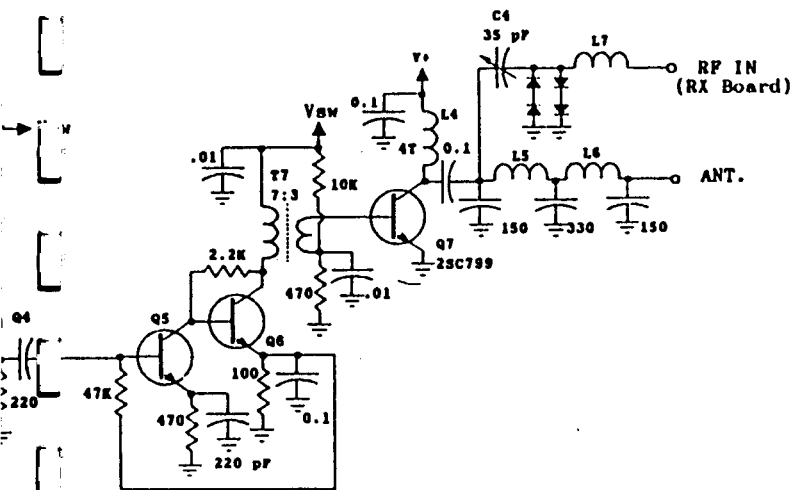 C4
35 pF
L7
V+
RF IN
(RX Board)
0.1
Vsw
L4
W
.01
4T
0.1
T7
7:3
10K
L5
L6
ANT.
150
330
150
Q7
2SC799
2.2K
470
.01
Q4
Q5
Q6
100
47K
220
470
0.1
220 pF
t